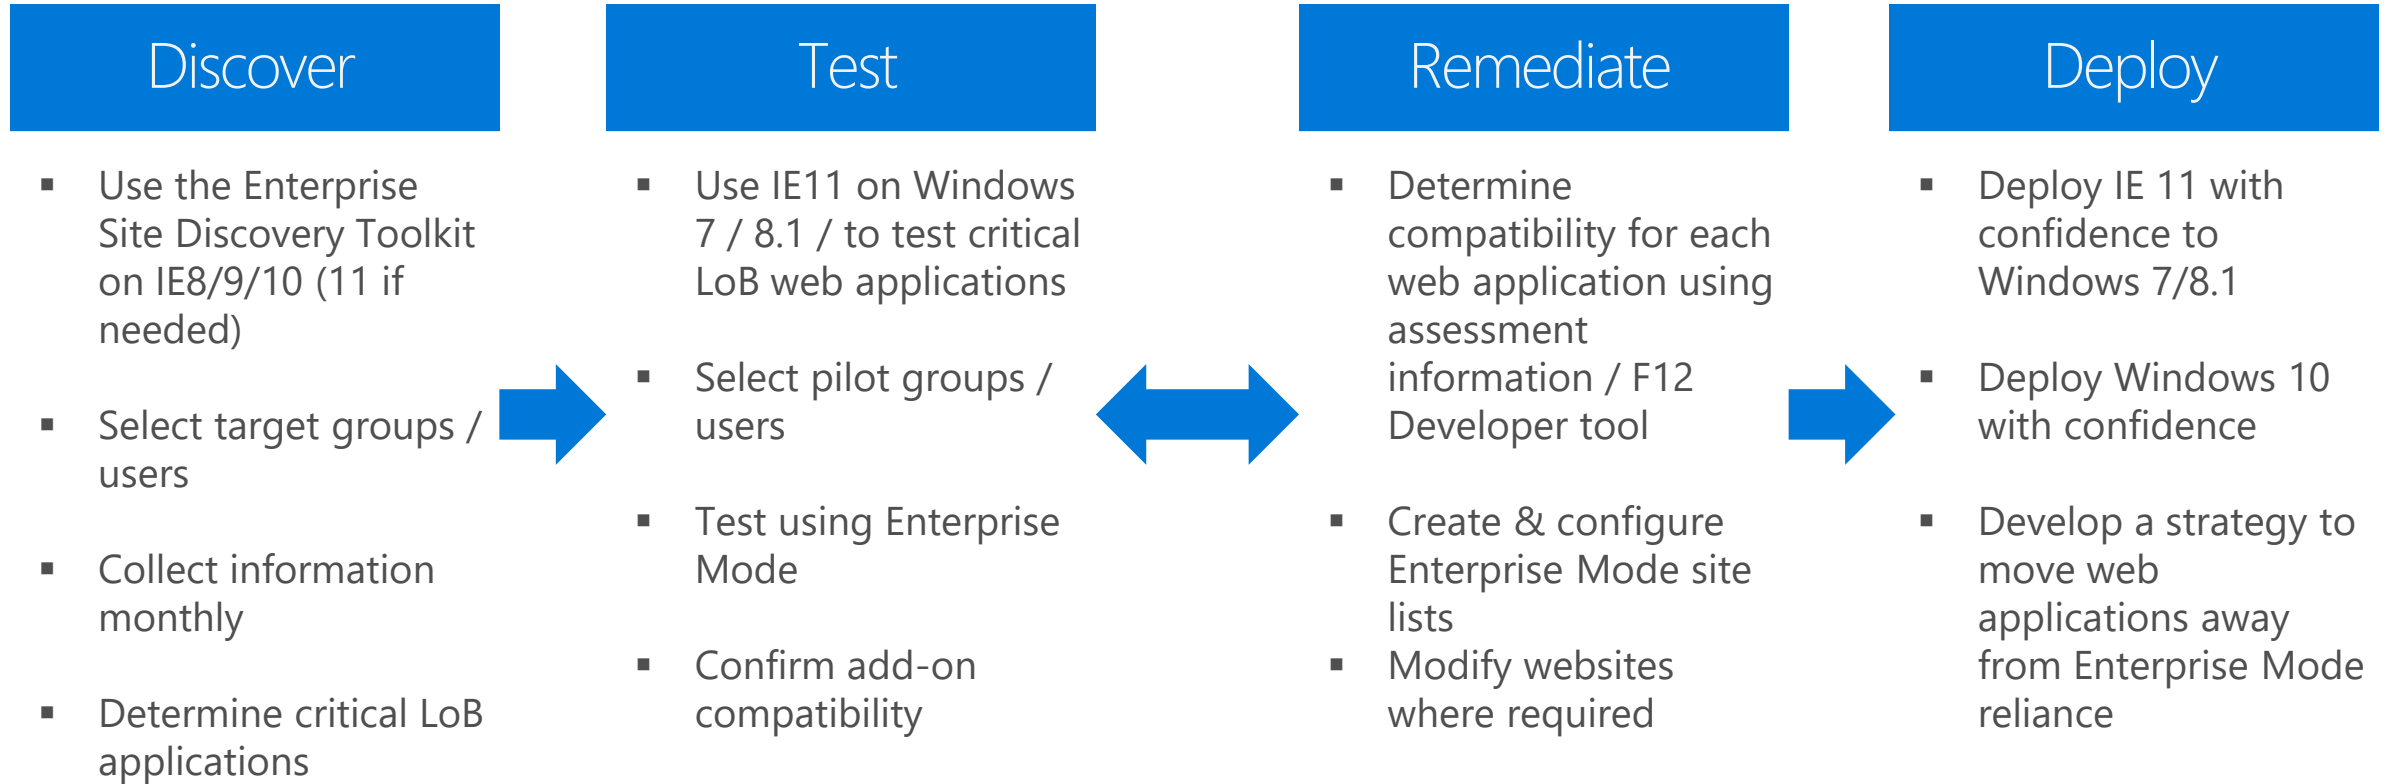 Discover
▪ Use the Enterprise
Site Discovery Toolkit
on IE8/9/10 (11 if
needed)
▪ Select target groups /
users
▪ Collect information
monthly
▪ Determine critical LoB
applications
Test
▪ Use IE11 on Windows
7 / 8.1 / to test critical
LoB web applications
▪ Select pilot groups /
users
▪ Test using Enterprise
Mode
▪ Confirm add-on
compatibility
Remediate
▪ Determine
compatibility for each
web application using
assessment
information / F12
Developer tool
▪ Create & configure
Enterprise Mode site
lists
▪ Modify websites
where required
Deploy
▪ Deploy IE 11 with
confidence to
Windows 7/8.1
▪ Deploy Windows 10
with confidence
▪ Develop a strategy to
move web
applications away
from Enterprise Mode
reliance